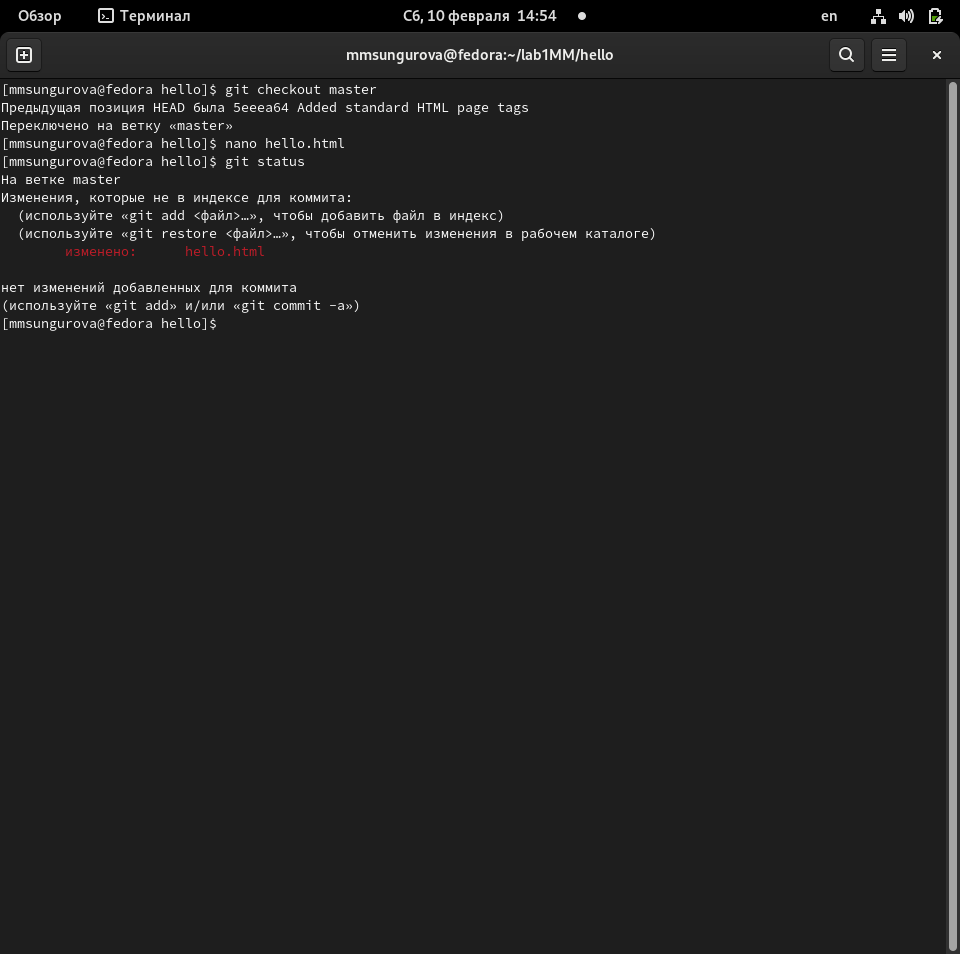 Обзор Терминал Сб, 10 февраля 14:54 en
mmsungurova@fedora:~/lab1MM/hello
[mmsungurova@fedora hello]$ git checkout master
Предыдущая позиция HEAD была 5eeea64 Added standard HTML page tags
Переключено на ветку «master»
[mmsungurova@fedora hello]$ nano hello.html
[mmsungurova@fedora hello]$ git status
На ветке master
Изменения, которые не в индексе для коммита:
  (используйте «git add <файл>…», чтобы добавить файл в индекс)
  (используйте «git restore <файл>…», чтобы отменить изменения в рабочем каталоге)
        изменено:      hello.html
нет изменений добавленных для коммита
(используйте «git add» и/или «git commit -a»)
[mmsungurova@fedora hello]$